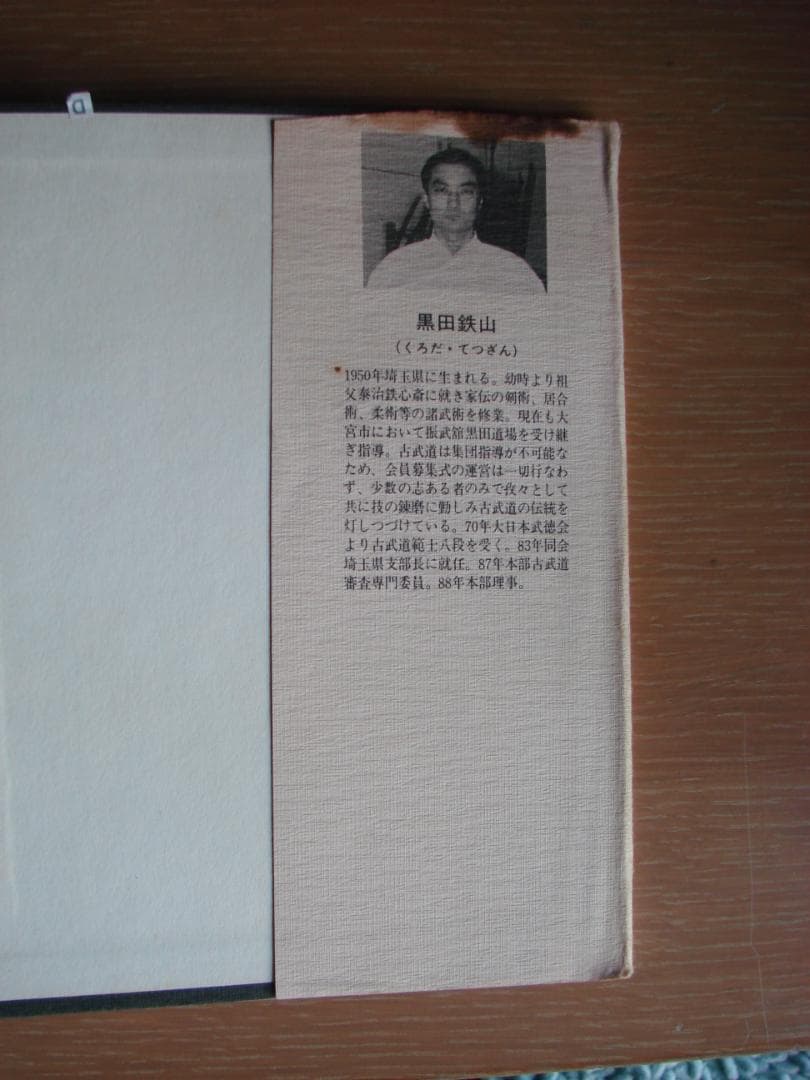 黒田鉄山
(くろだ・てつざん)
1950年埼玉県に生まれる。幼時より祖
父泰治鉄心斎に就き家伝の剣術、居合
術、柔術等の諸武術を修業。現在も大
宮市において振武舘黒田道場を受け継
ぎ指導。古武道は集団指導が不可能な
ため、会員募集式の運営は一切行なわ
ず、少数の志ある者のみで孜々として
共に技の錬磨に勤しみ古武道の伝統を
灯しつづけている。70年大日本武徳会
より古武道範士八段を受く。83年同会
埼玉県支部長に就任。87年本部古武道
審査専門委員。88年本部理事。